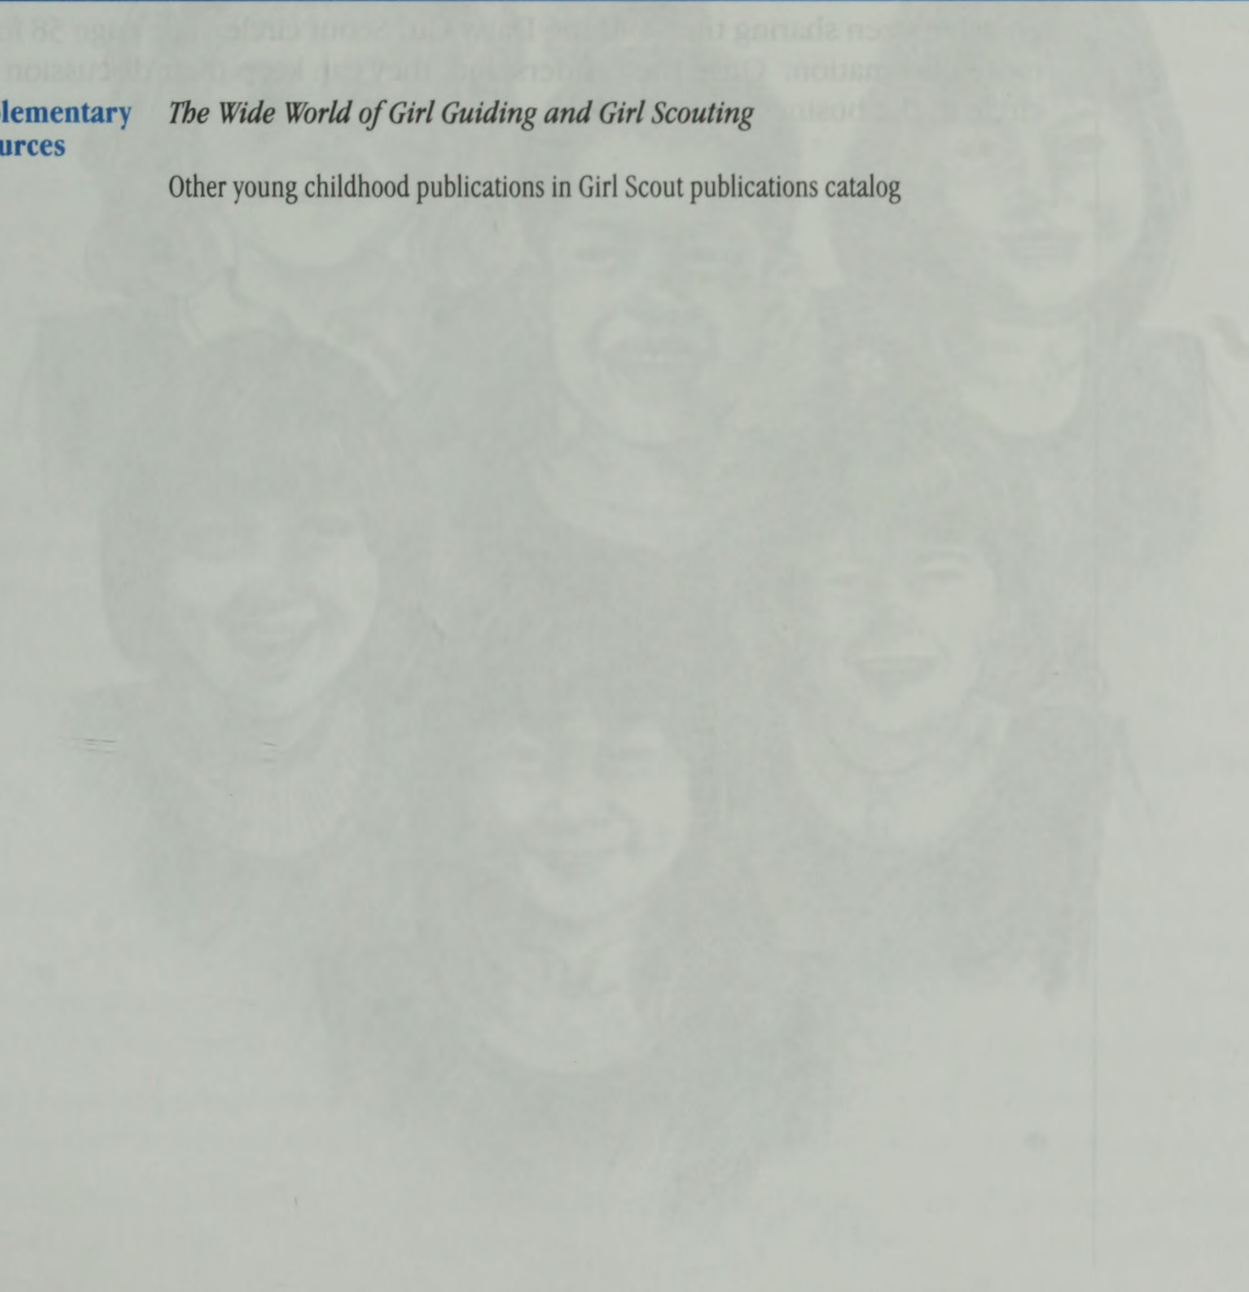 lementary
urces
The Wide World of Girl Guiding and Girl Scouting
Other young childhood publications in Girl Scout publications catalog